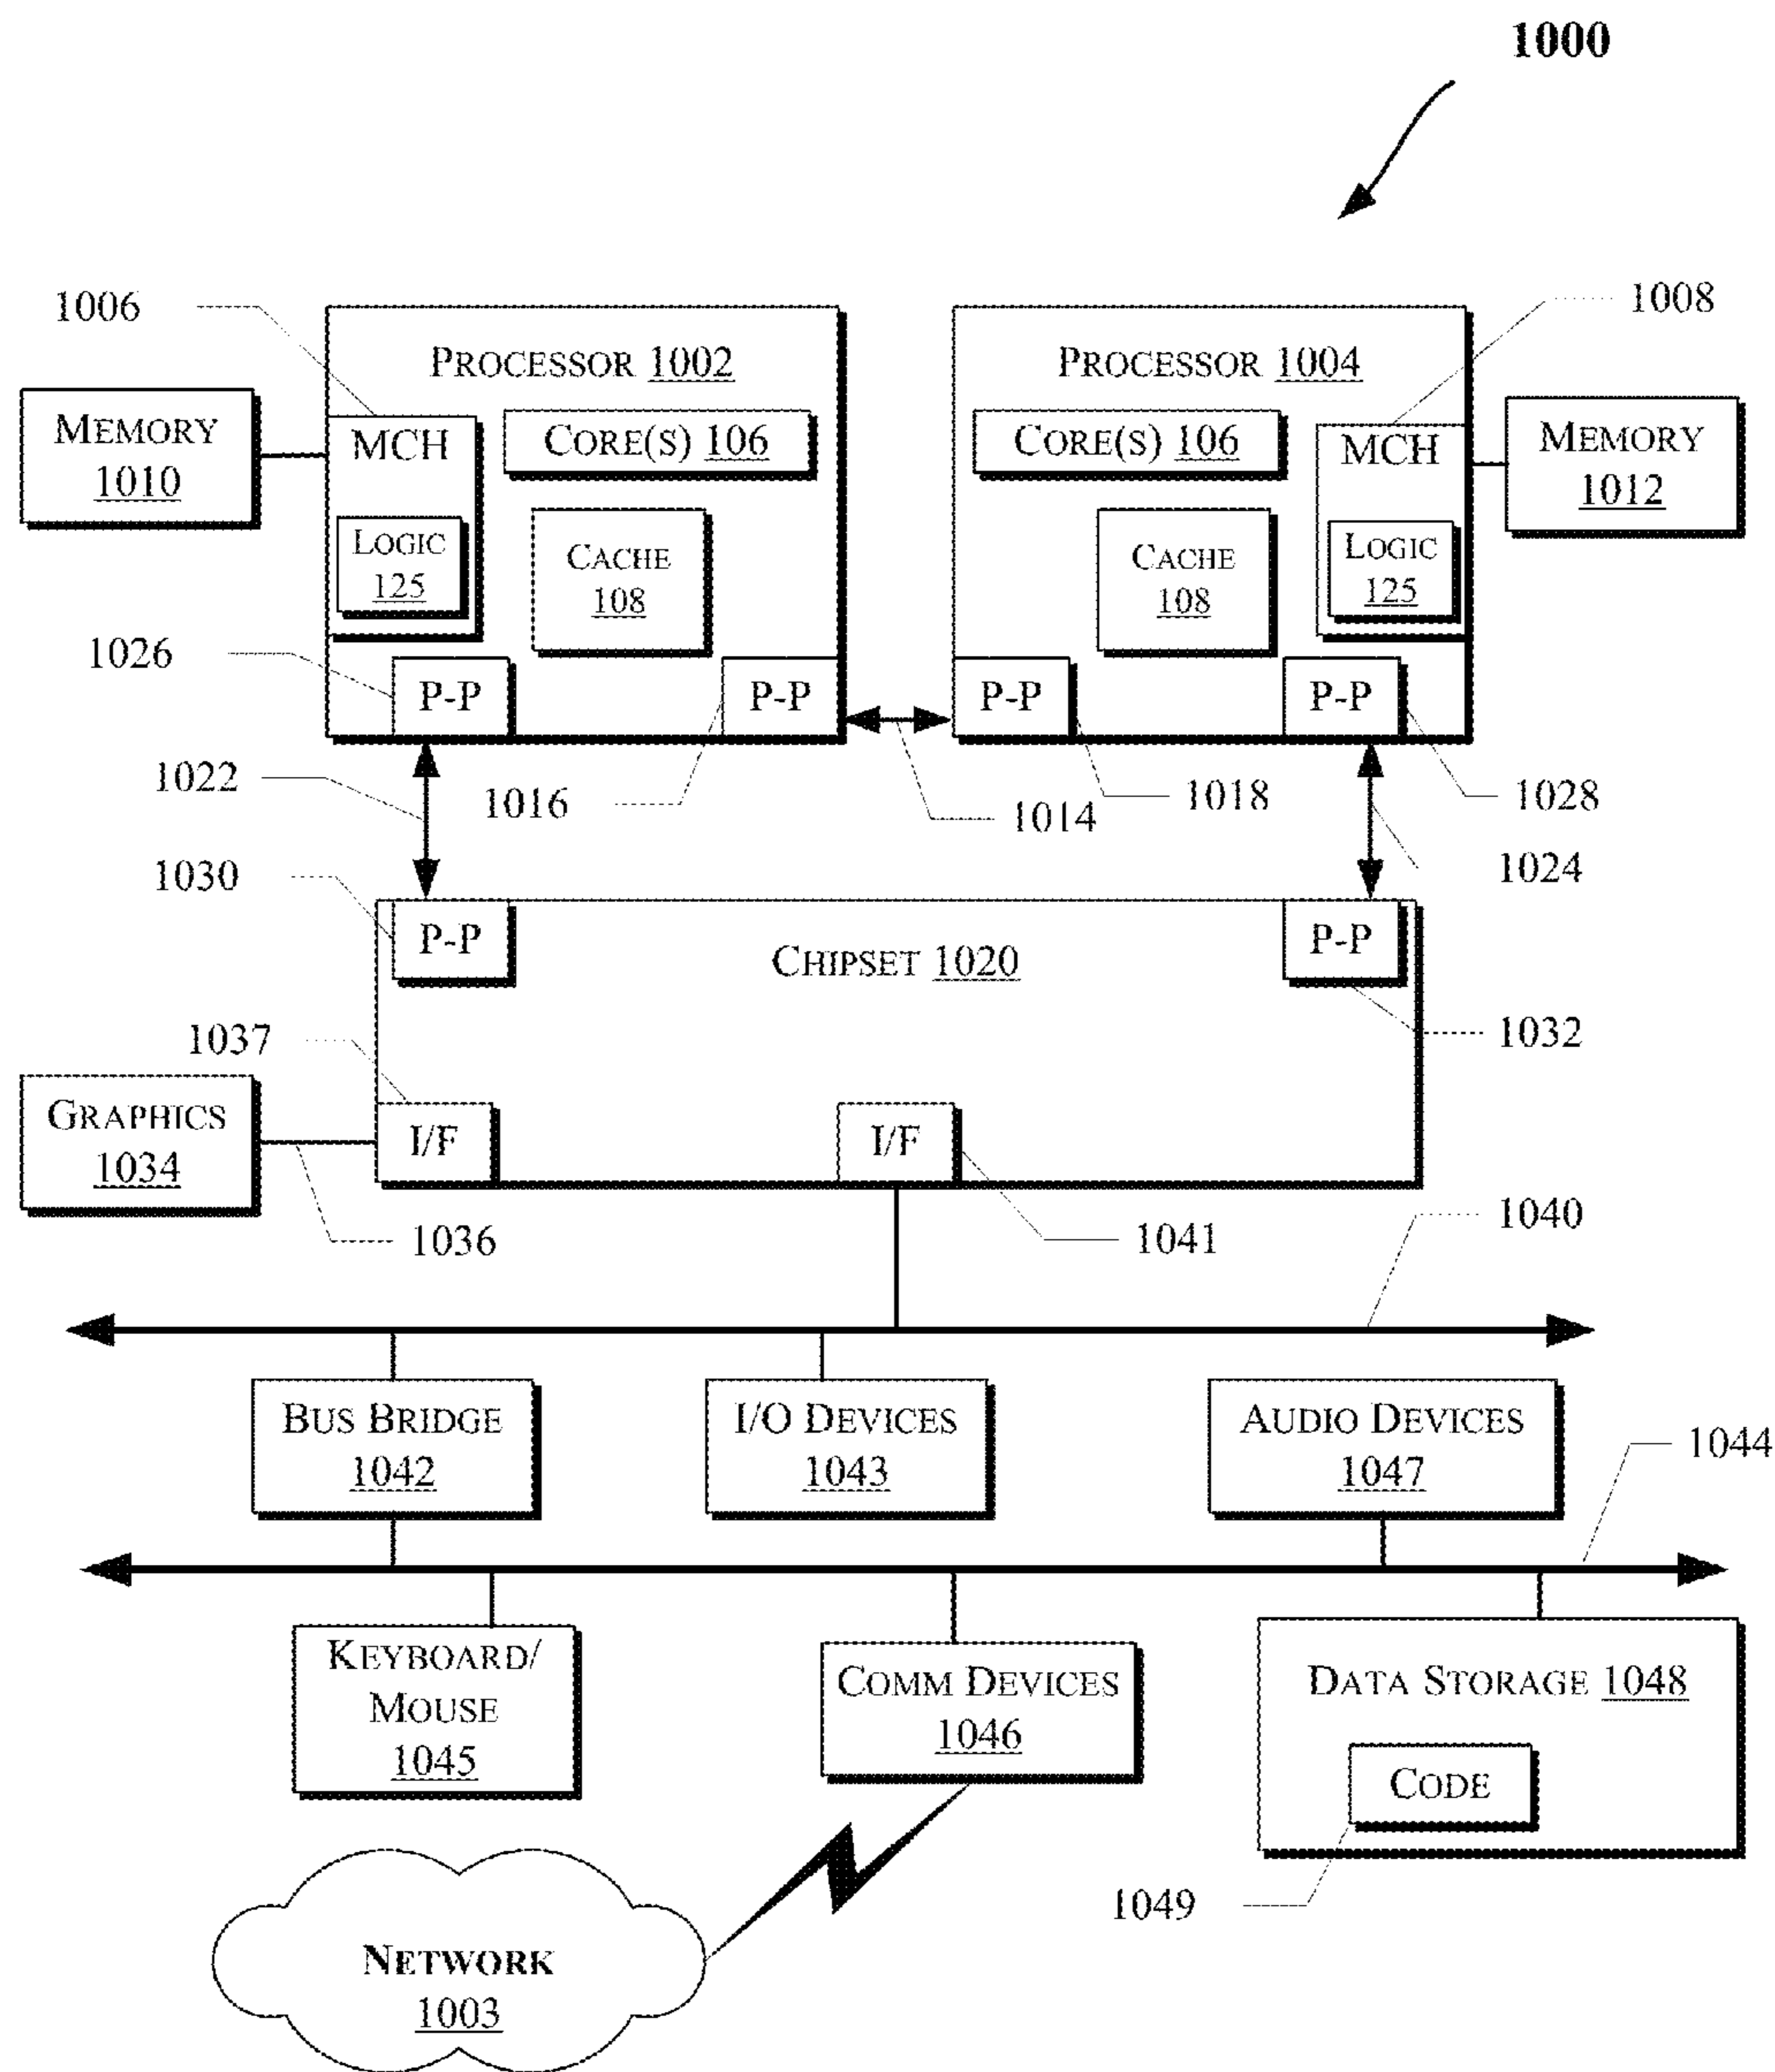 1000
1006
1008
PROCESSOR 1002
PROCESSOR 1004
MEMORY
1010
MCH
CORE(S) 106
CORE(S) 106
MCH
MEMORY
1012
LOGIC
125
CACHE
108
CACHE
108
LOGIC
125
1026
P-P
P-P
P-P
P-P
1022
1016
1014
1018
1028
1024
1030
P-P
CHIPSET 1020
P-P
1032
1037
GRAPHICS
1034
I/F
I/F
1036
1041
1040
BUS BRIDGE
1042
I/O DEVICES
1043
AUDIO DEVICES
1047
1044
KEYBOARD/
MOUSE
1045
COMM DEVICES
1046
DATA STORAGE 1048
CODE
1049
NETWORK
1003